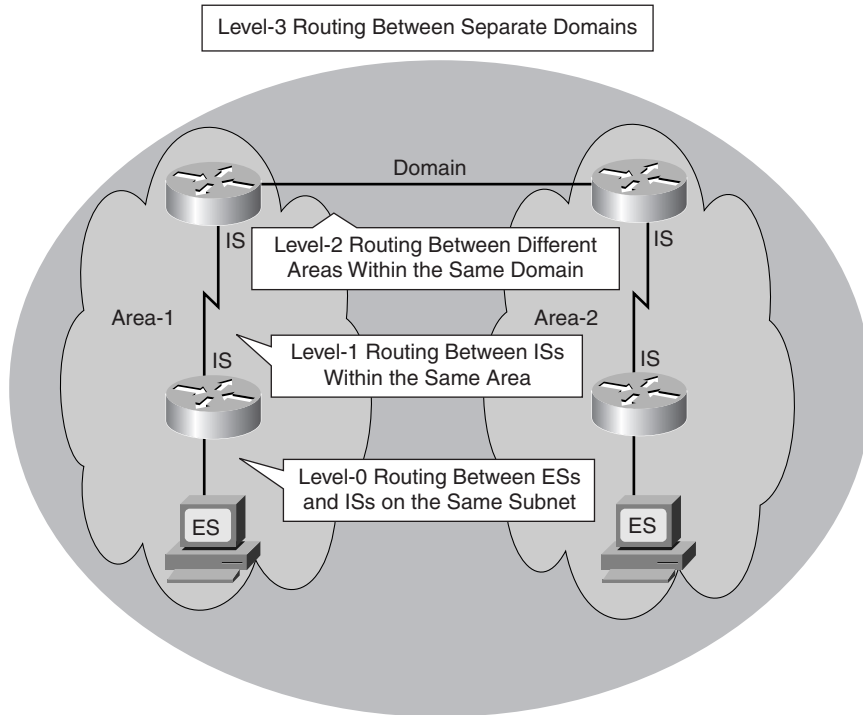 Level-3 Routing Between Separate Domains
Domain
IS
IS
Level-2 Routing Between Different
Areas Within the Same Domain
Area-1
Area-2
Level-1 Routing Between ISs
Within the Same Area
IS
IS
Level-0 Routing Between ESs
and ISs on the Same Subnet
ES
ES